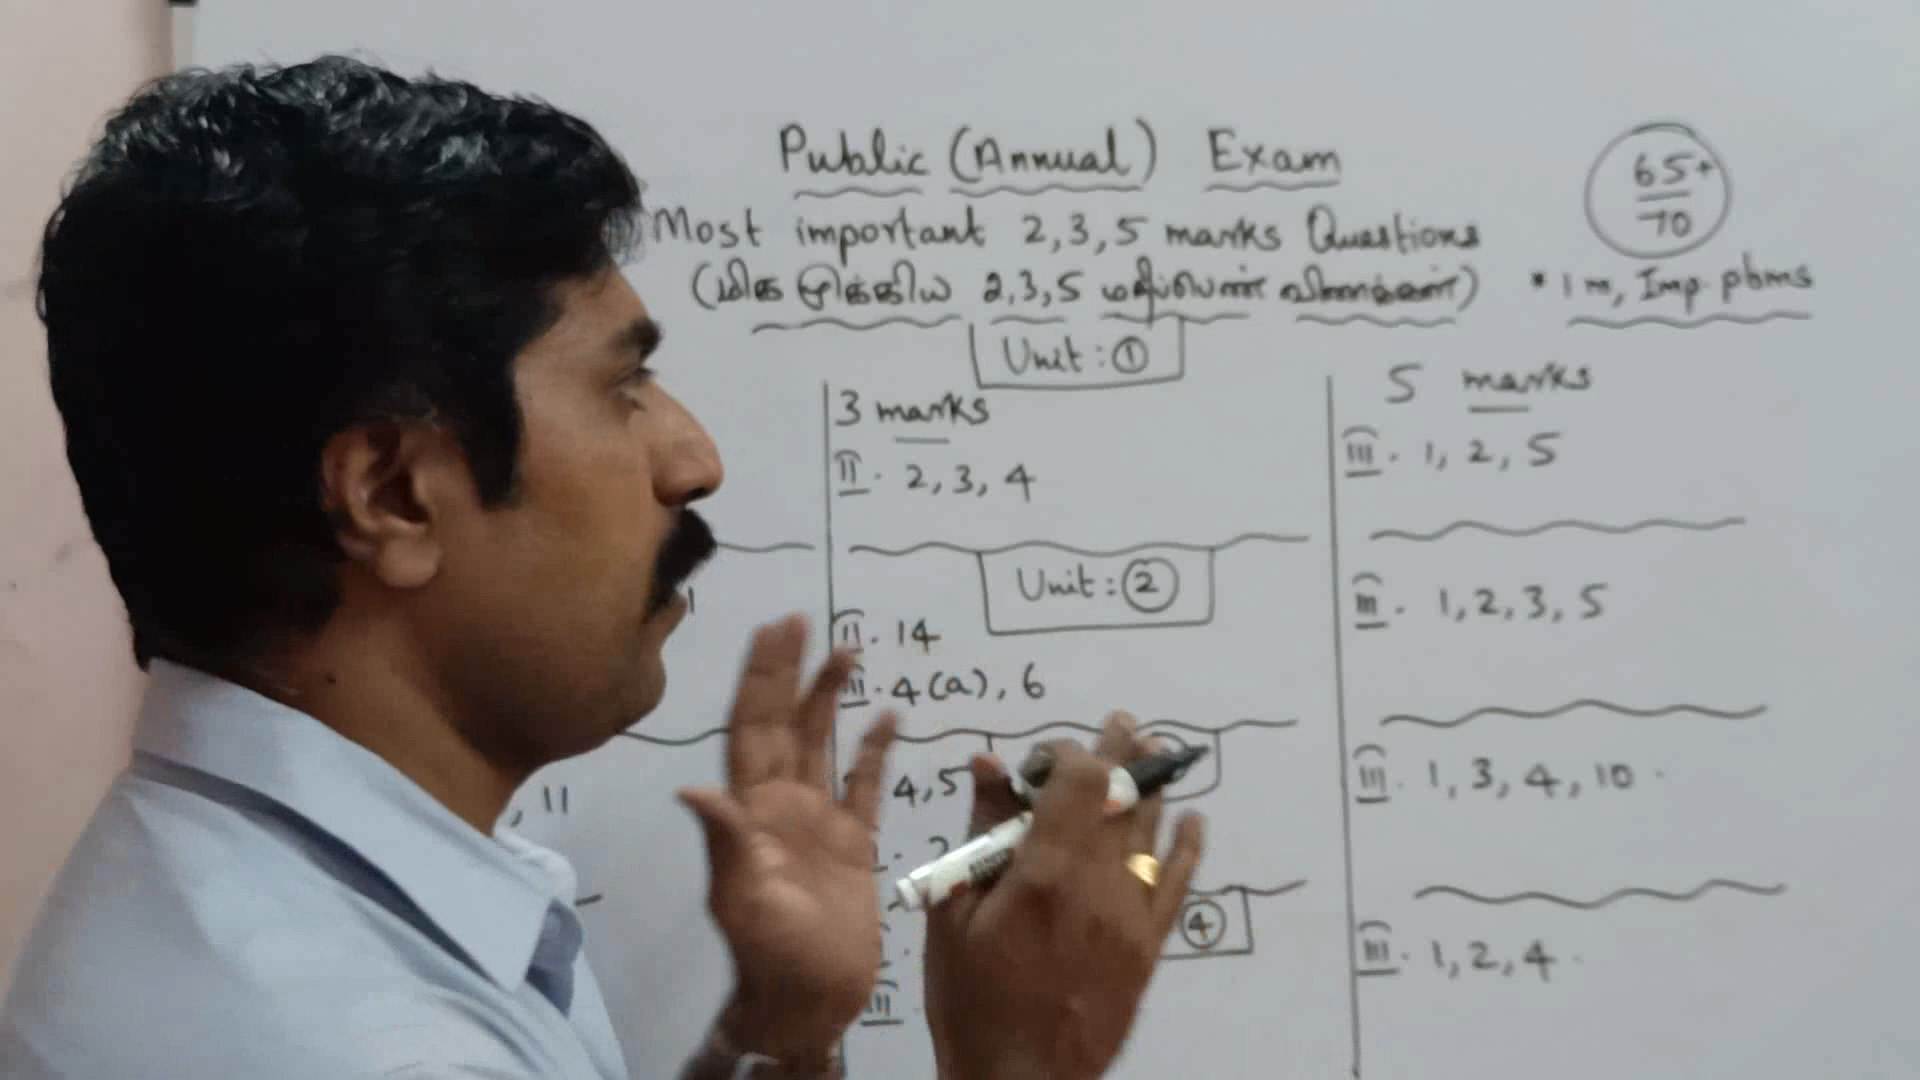 Public (Annual) Exam
65+
70
Most important 2,3,5 marks Questions
(மிக முக்கிய 2,3,5 மதிப்பெண் வினாக்கள்)
* 1 m, Imp. pbms
Unit : 1
3 marks
5 marks
II. 2, 3, 4
III. 1, 2, 5
Unit : 2
II. 14
III. 1, 2, 3, 5
III. 4(a), 6
4, 5
III. 1, 3, 4, 10
, 11
4
III. 1, 2, 4
III